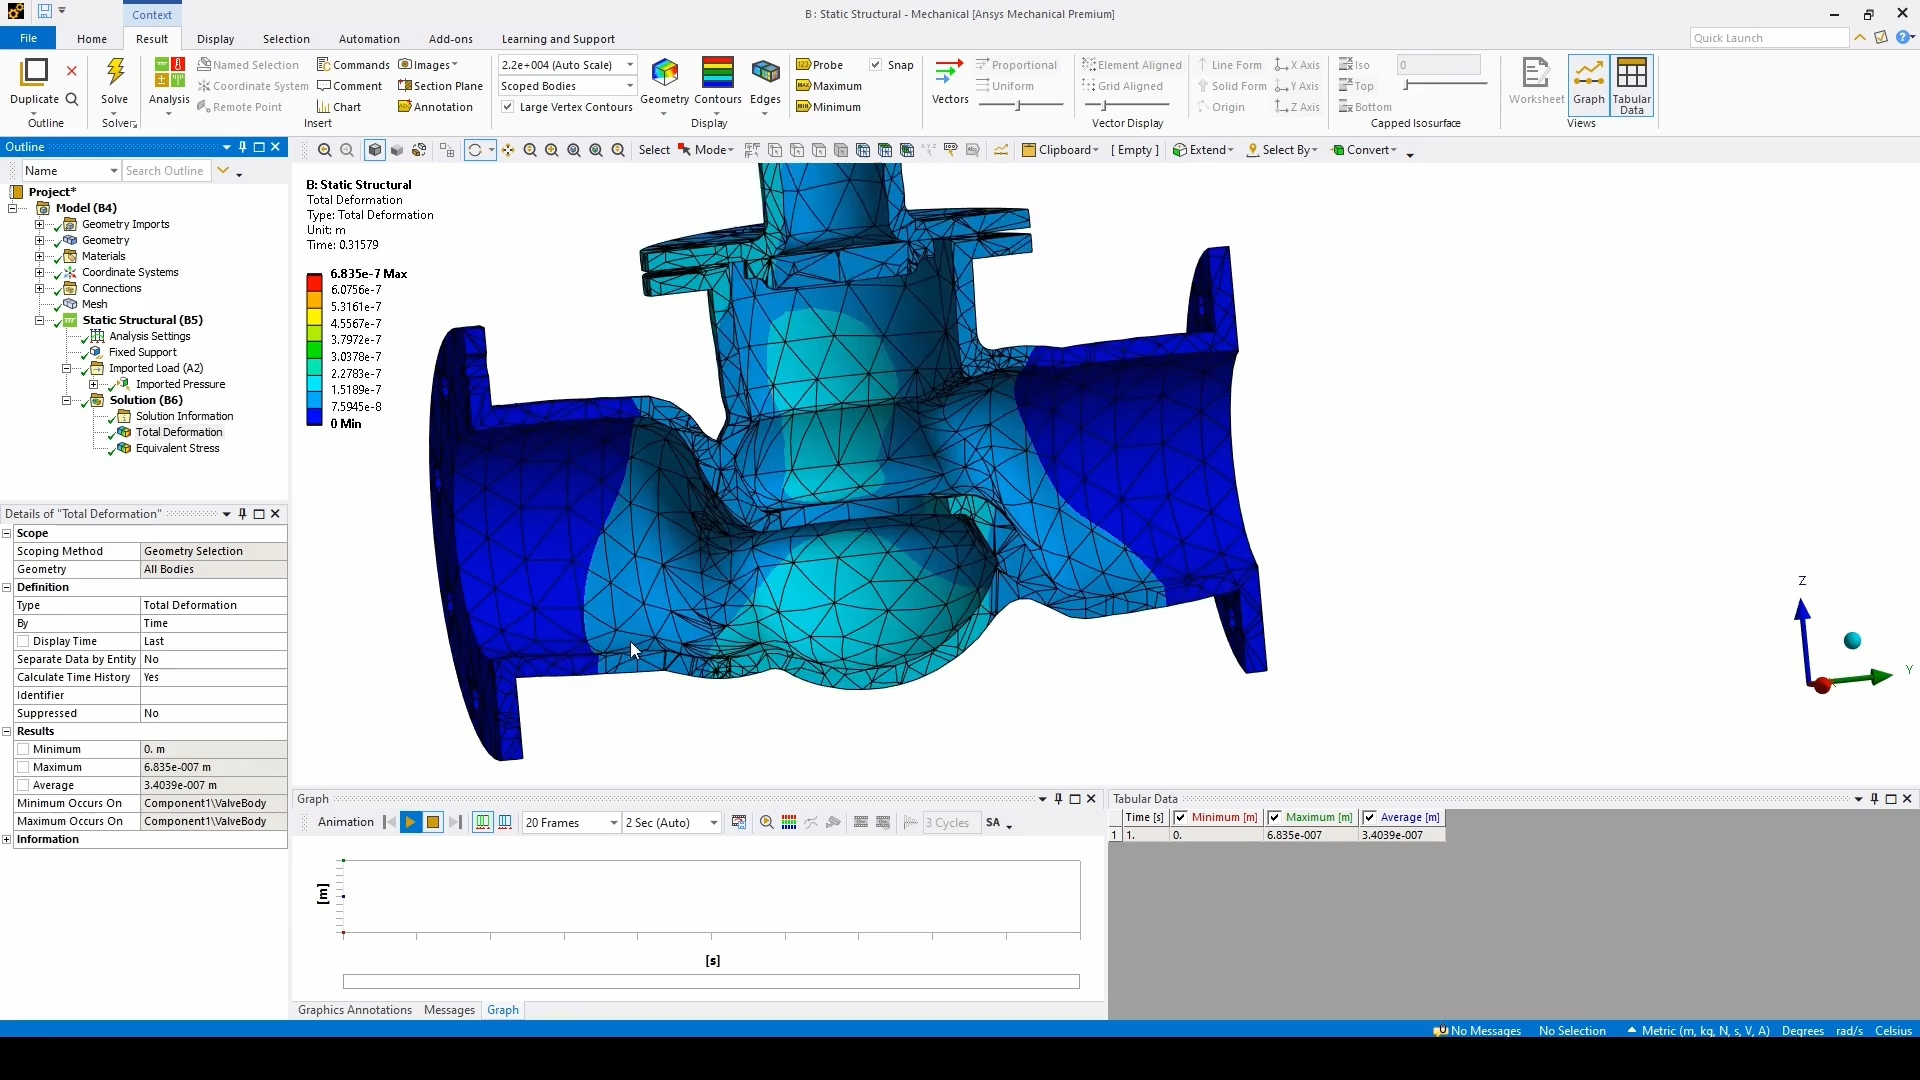 Context
B : Static Structural - Mechanical [Ansys Mechanical Premium]
File Home Result Display Selection Automation Add-ons Learning and Support
Quick Launch
Duplicate
Outline
Solve
Solver
Analysis
Named Selection Commands Images
Coordinate System Comment Section Plane
Remote Point Chart Annotation
Insert
2.2e+004 (Auto Scale)
Scoped Bodies
Large Vertex Contours
Geometry Contours Edges
Display
Probe Snap
Maximum
Minimum
Vectors
Proportional
Uniform
Element Aligned
Grid Aligned
Line Form X Axis
Solid Form Y Axis
Origin Z Axis
Vector Display
Iso 0
Top
Bottom
Capped Isosurface
Worksheet Graph Tabular Data
Views
Outline
Select Mode Clipboard [ Empty ] Extend Select By Convert
Name Search Outline
Project*
Model (B4)
Geometry Imports
Geometry
Materials
Coordinate Systems
Connections
Mesh
Static Structural (B5)
Analysis Settings
Fixed Support
Imported Load (A2)
Imported Pressure
Solution (B6)
Solution Information
Total Deformation
Equivalent Stress
B: Static Structural
Total Deformation
Type: Total Deformation
Unit: m
Time: 0.31579
6.835e-7 Max
6.0756e-7
5.3161e-7
4.5567e-7
3.7972e-7
3.0378e-7
2.2783e-7
1.5189e-7
7.5945e-8
0 Min
Z
Y
Details of "Total Deformation"
Scope
Scoping Method Geometry Selection
Geometry All Bodies
Definition
Type Total Deformation
By Time
Display Time Last
Separate Data by Entity No
Calculate Time History Yes
Identifier
Suppressed No
Results
Minimum 0. m
Maximum 6.835e-007 m
Average 3.4039e-007 m
Minimum Occurs On Component1\ValveBody
Maximum Occurs On Component1\ValveBody
Information
Graph
Animation 20 Frames 2 Sec (Auto) 3 Cycles SA
[m]
[s]
Graphics Annotations Messages Graph
Tabular Data
Time [s] Minimum [m] Maximum [m] Average [m]
1 1. 0. 6.835e-007 3.4039e-007
No Messages No Selection Metric (m, kg, N, s, V, A) Degrees rad/s Celsius